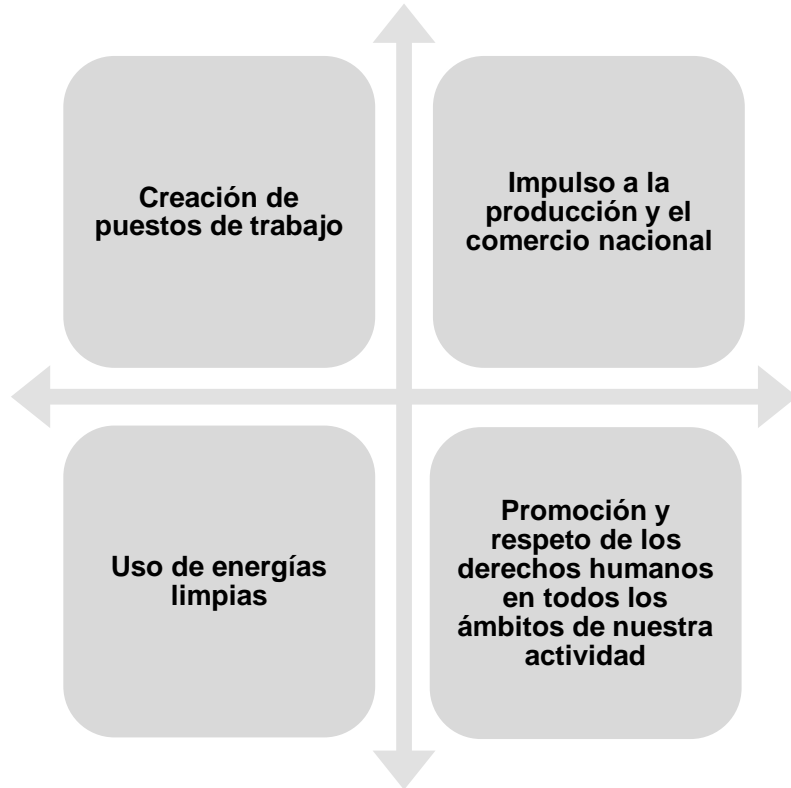 Creación de
puestos de trabajo
Impulso a la
producción y el
comercio nacional
Uso de energías
limpias
Promoción y
respeto de los
derechos humanos
en todos los
ámbitos de nuestra
actividad